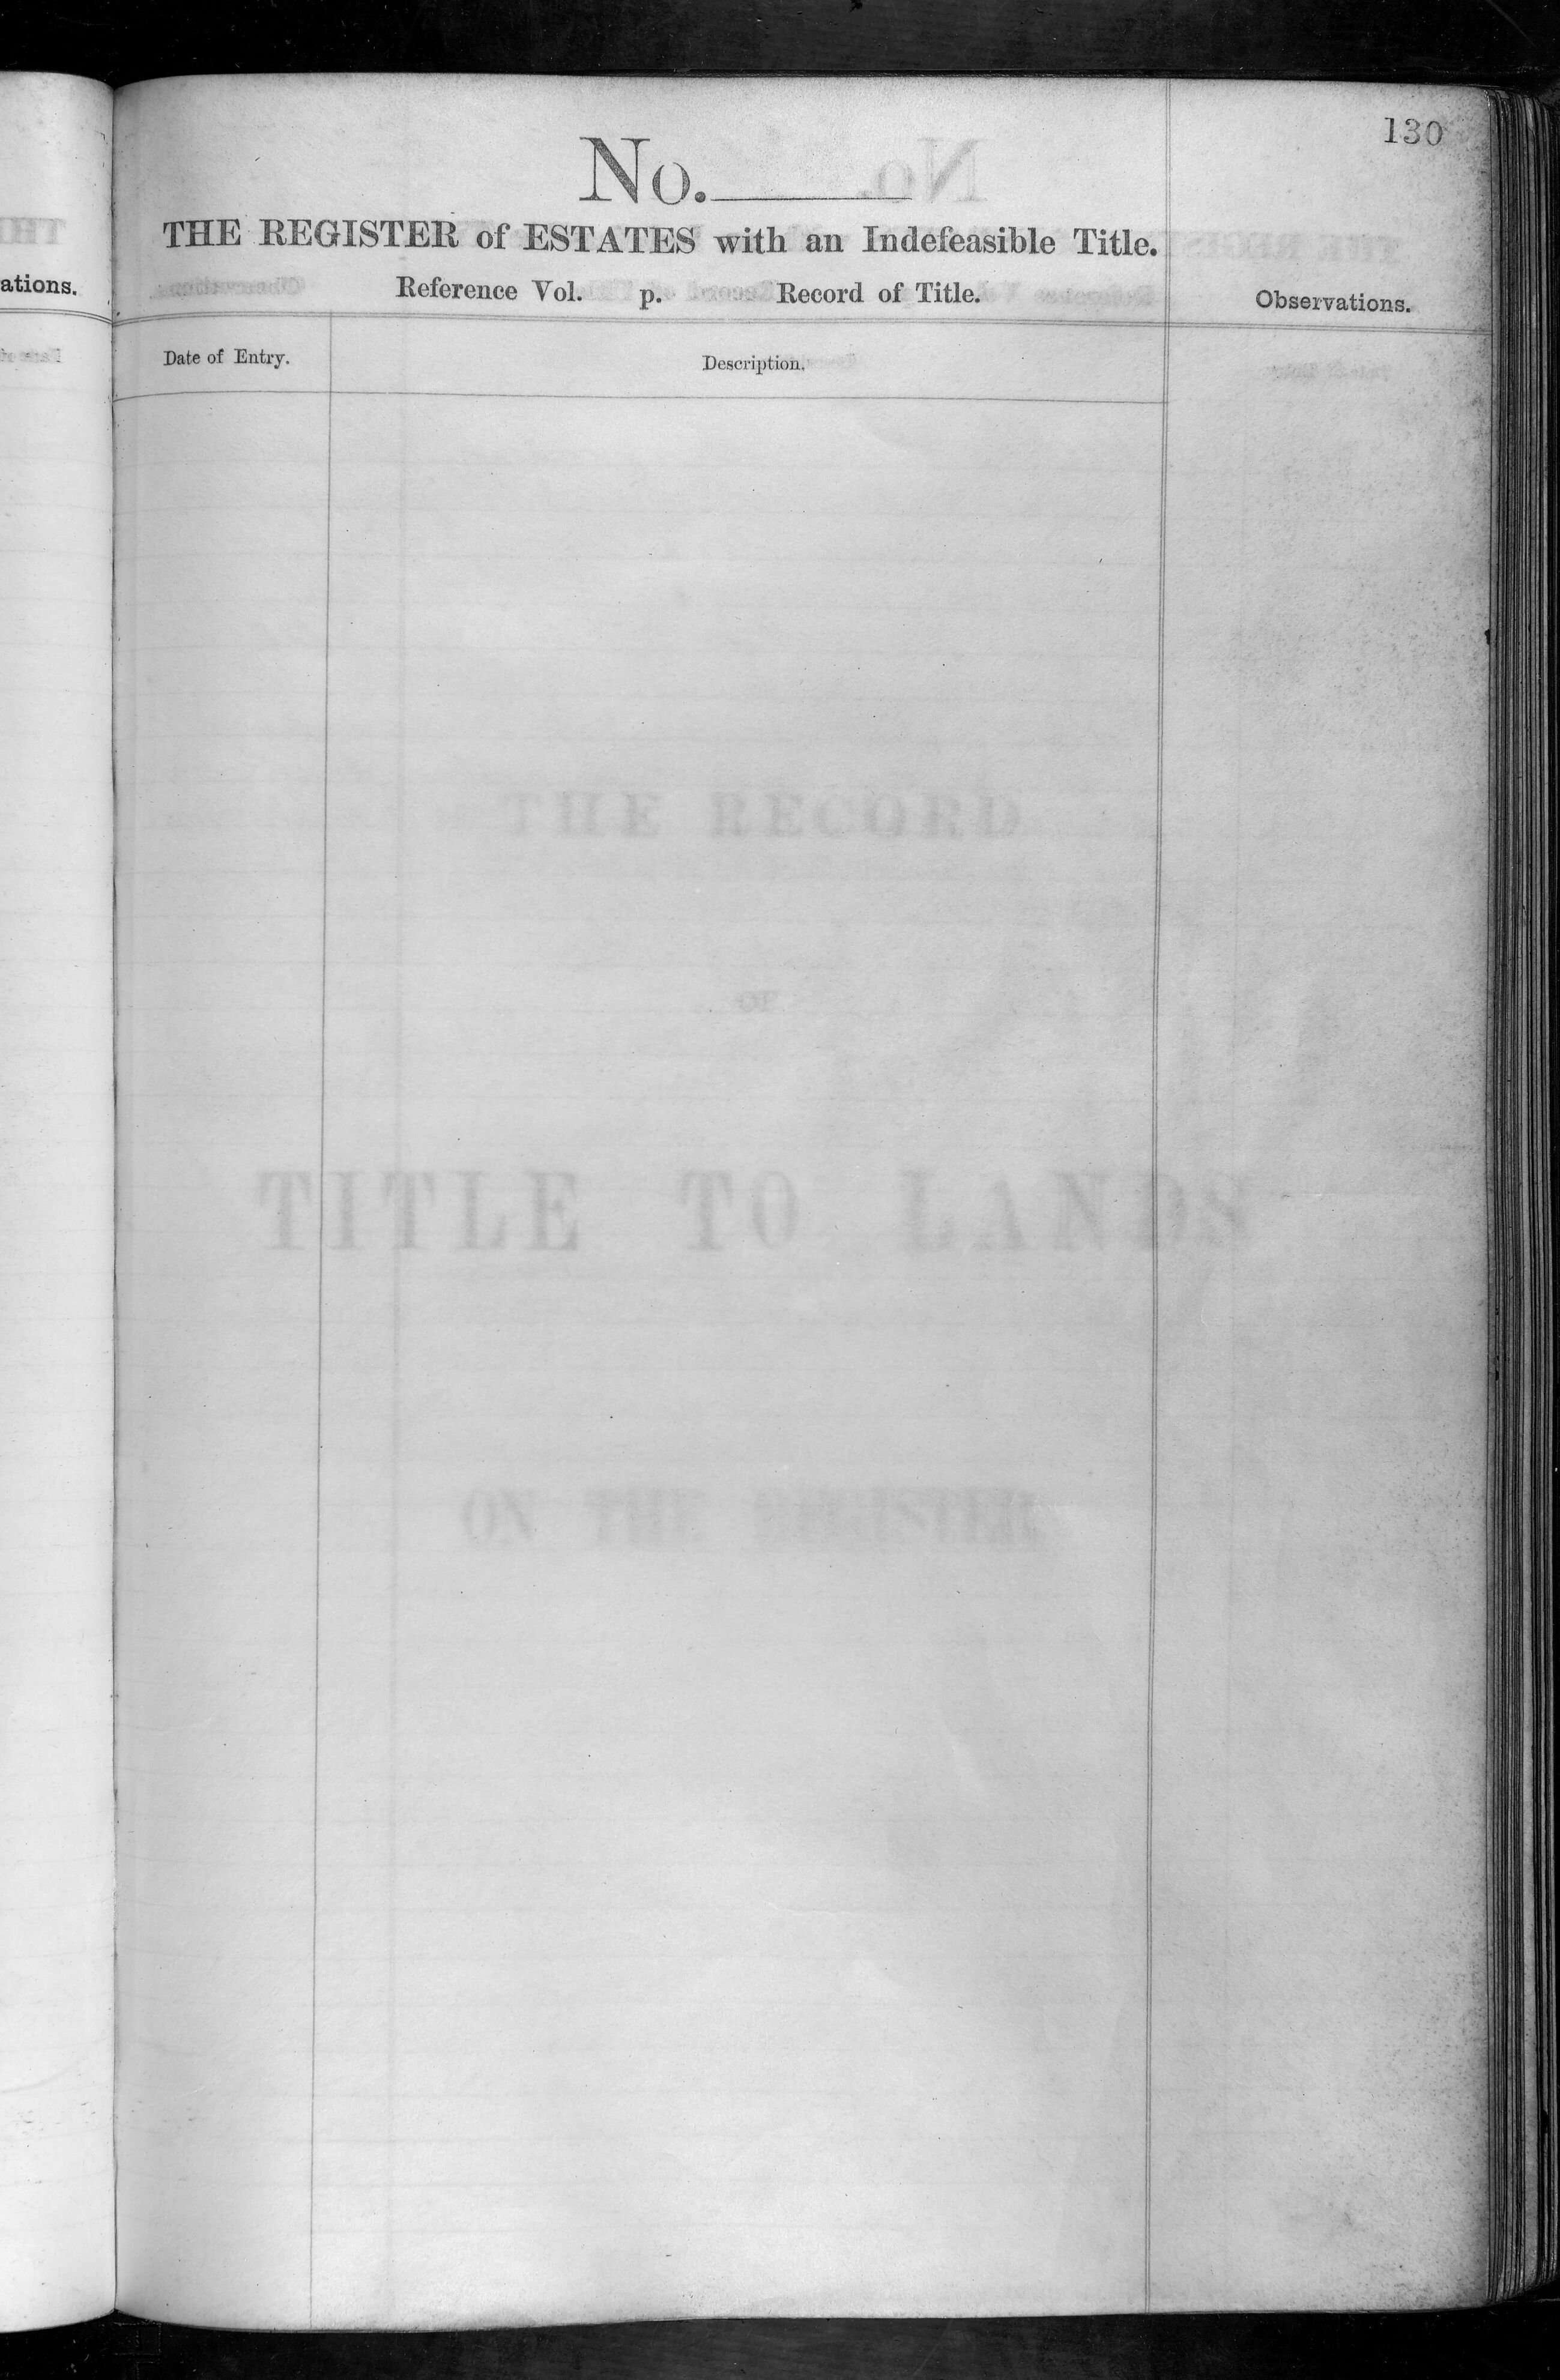 130
No.
THE REGISTER of ESTATES with an Indefeasible Title.
Reference Vol. p. Record of Title.
Observations.
Date of Entry.
Description.
THE RECORD
OF
TITLE TO LANDS
ON THE REGISTER
ations.